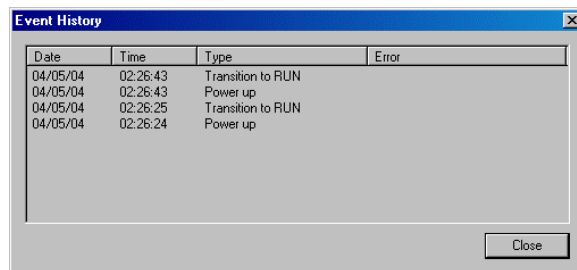 Event History
Date Time Type Error
04/05/04 02:26:43 Transition to RUN
04/05/04 02:26:43 Power up
04/05/04 02:26:25 Transition to RUN
04/05/04 02:26:24 Power up
Close